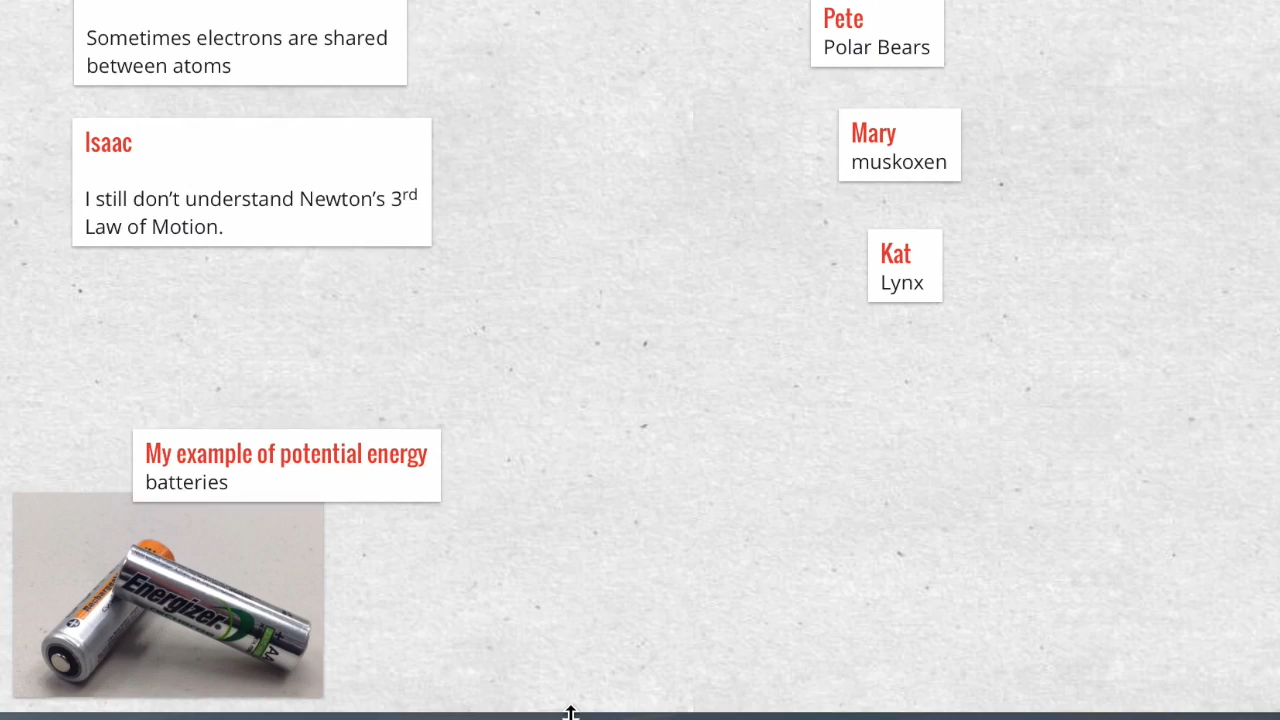 Sometimes electrons are shared
between atoms
Isaac
I still don't understand Newton's 3rd
Law of Motion.
My example of potential energy
batteries
Energizer
AA
Pete
Polar Bears
Mary
muskoxen
Kat
Lynx